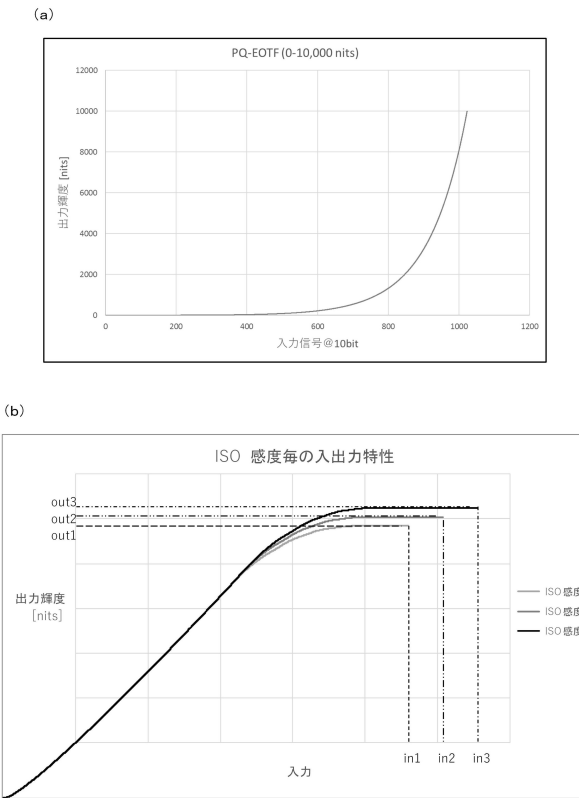 (a)
PQ-EOTF (0-10,000 nits)
12000
10000
8000
6000
4000
2000
0
出力輝度 [nits]
0 200 400 600 800 1000 1200
入力信号@10bit
(b)
ISO 感度毎の入出力特性
out3
out2
out1
出力輝度
[nits]
ISO 感度
ISO 感度
ISO 感度
in1 in2 in3
入力